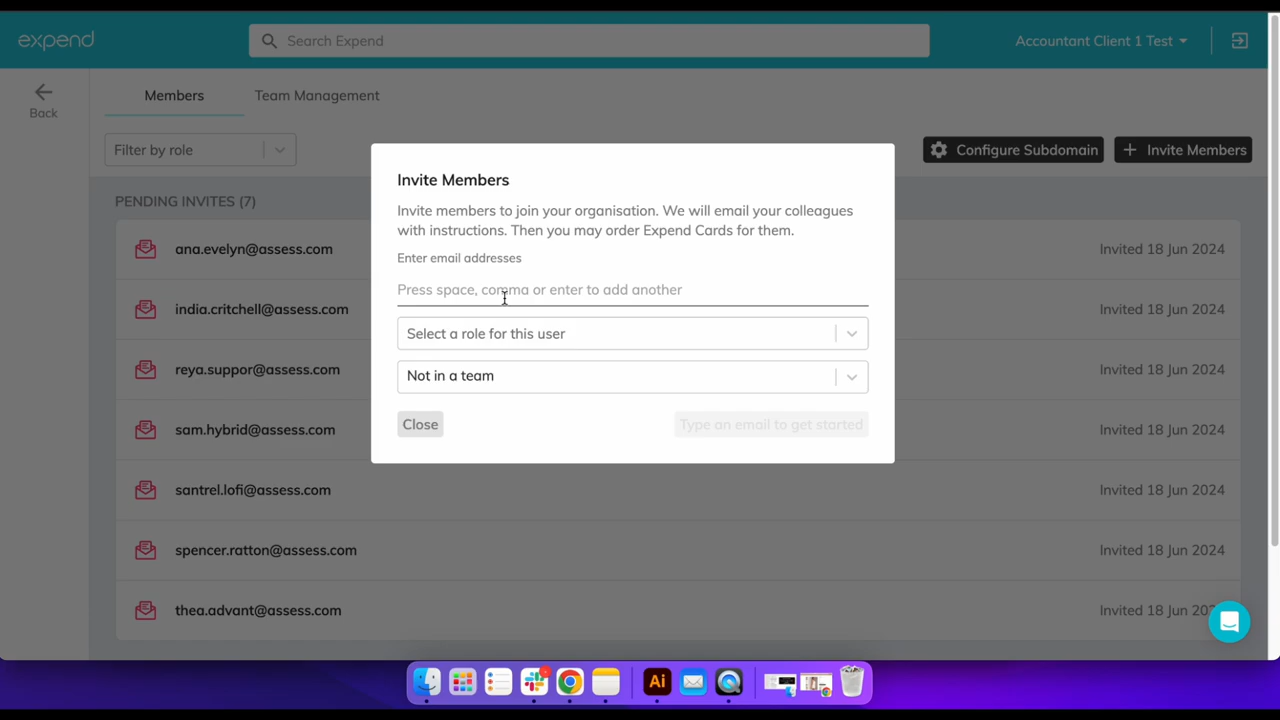 expend
Search Expend
Accountant Client 1 Test
Back
Members
Team Management
Filter by role
Configure Subdomain
+ Invite Members
PENDING INVITES (7)
ana.evelyn@assess.com
Invited 18 Jun 2024
india.critchell@assess.com
Invited 18 Jun 2024
reya.suppor@assess.com
Invited 18 Jun 2024
sam.hybrid@assess.com
Invited 18 Jun 2024
santrel.lofi@assess.com
Invited 18 Jun 2024
spencer.ratton@assess.com
Invited 18 Jun 2024
thea.advant@assess.com
Invited 18 Jun 20
Invite Members
Invite members to join your organisation. We will email your colleagues
with instructions. Then you may order Expend Cards for them.
Enter email addresses
Press space, comma or enter to add another
Select a role for this user
Not in a team
Close
Type an email to get started
Ai